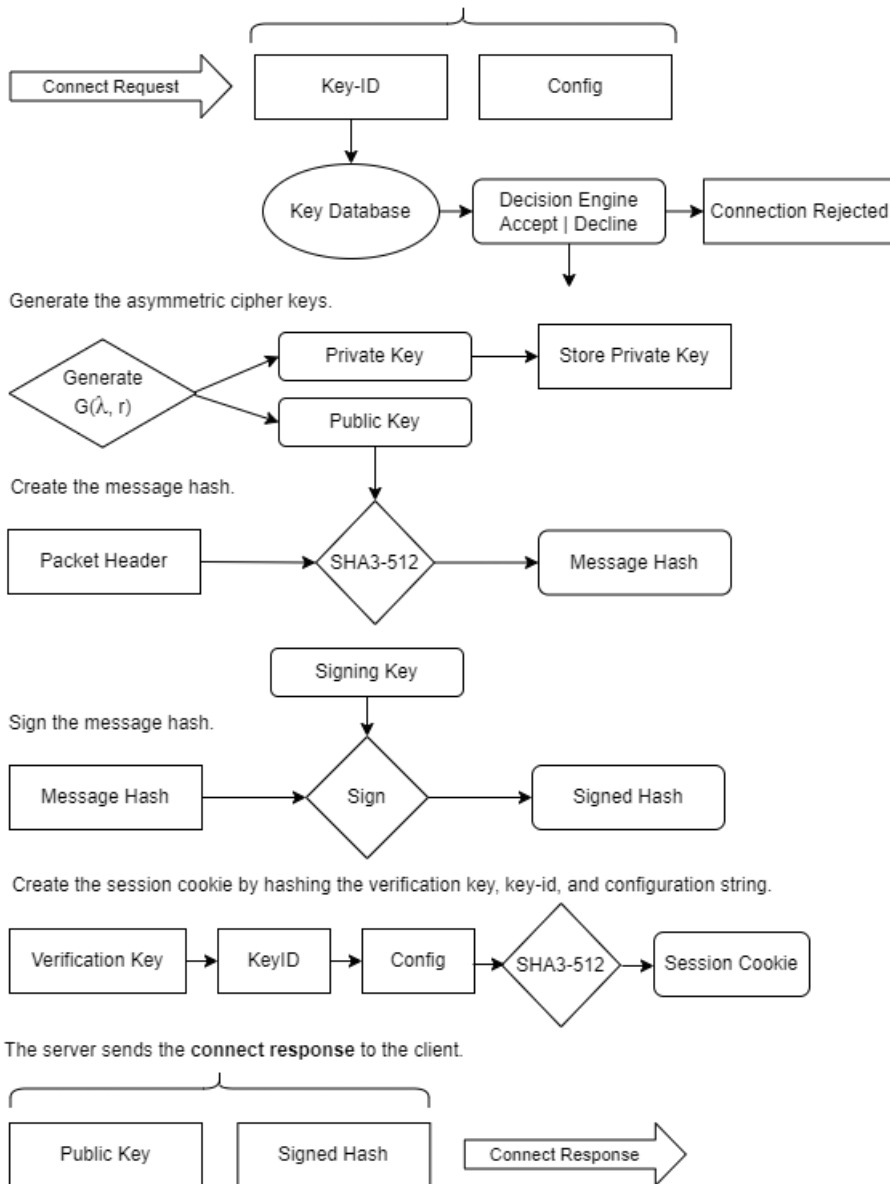 Connect Request
Key-ID
Config
Key Database
Decision Engine
Accept | Decline
Connection Rejected
Generate the asymmetric cipher keys.
Generate
G(λ, r)
Private Key
Store Private Key
Public Key
Create the message hash.
Packet Header
SHA3-512
Message Hash
Signing Key
Sign the message hash.
Message Hash
Sign
Signed Hash
Create the session cookie by hashing the verification key, key-id, and configuration string.
Verification Key
KeyID
Config
SHA3-512
Session Cookie
The server sends the connect response to the client.
Public Key
Signed Hash
Connect Response